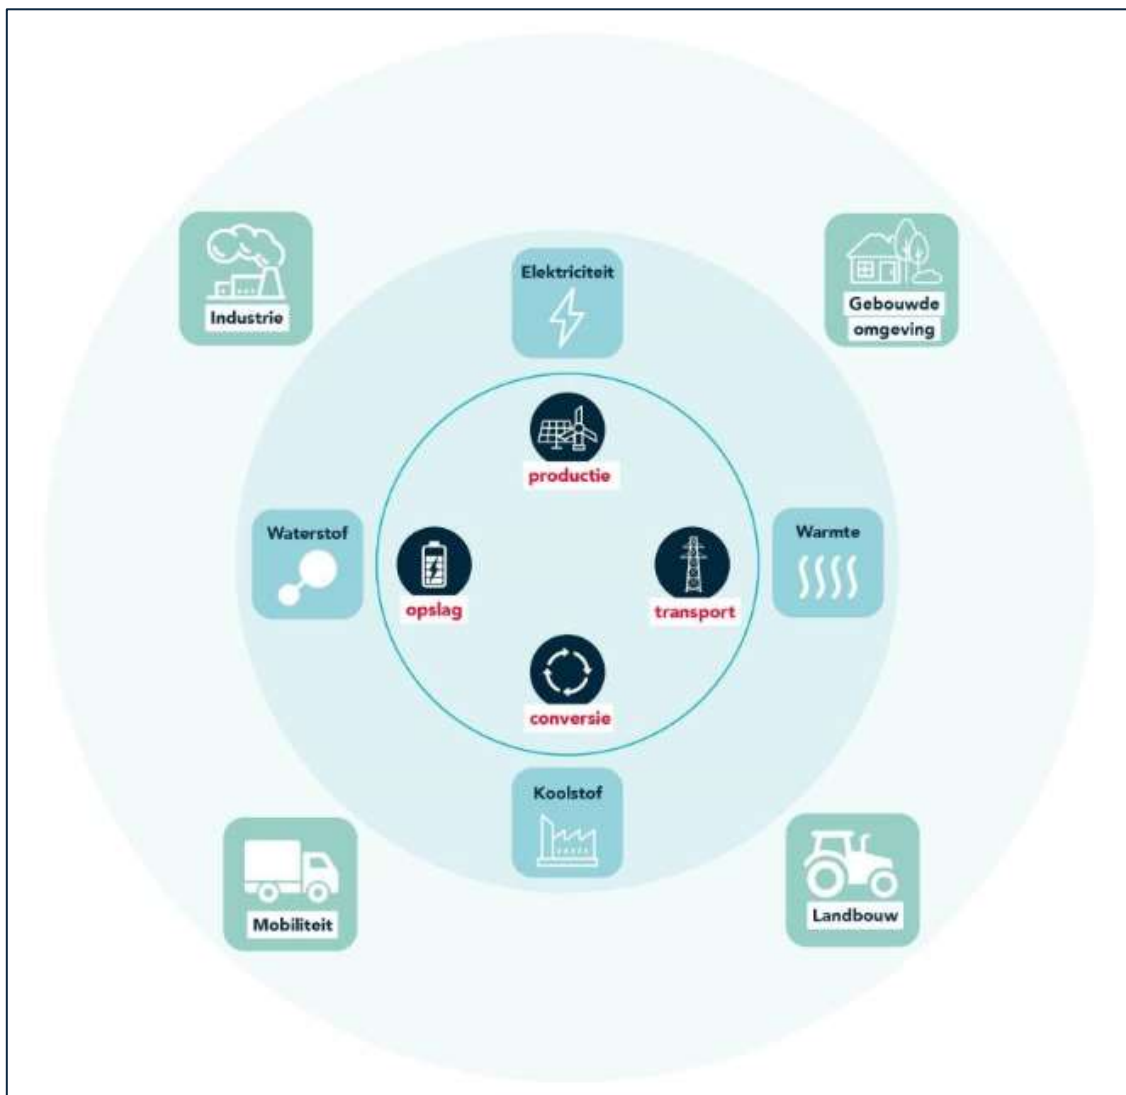 Elektriciteit
Industrie
Gebouwde
omgeving
productie
Waterstof
Warmte
opslag
transport
conversie
Koolstof
Mobiliteit
Landbouw